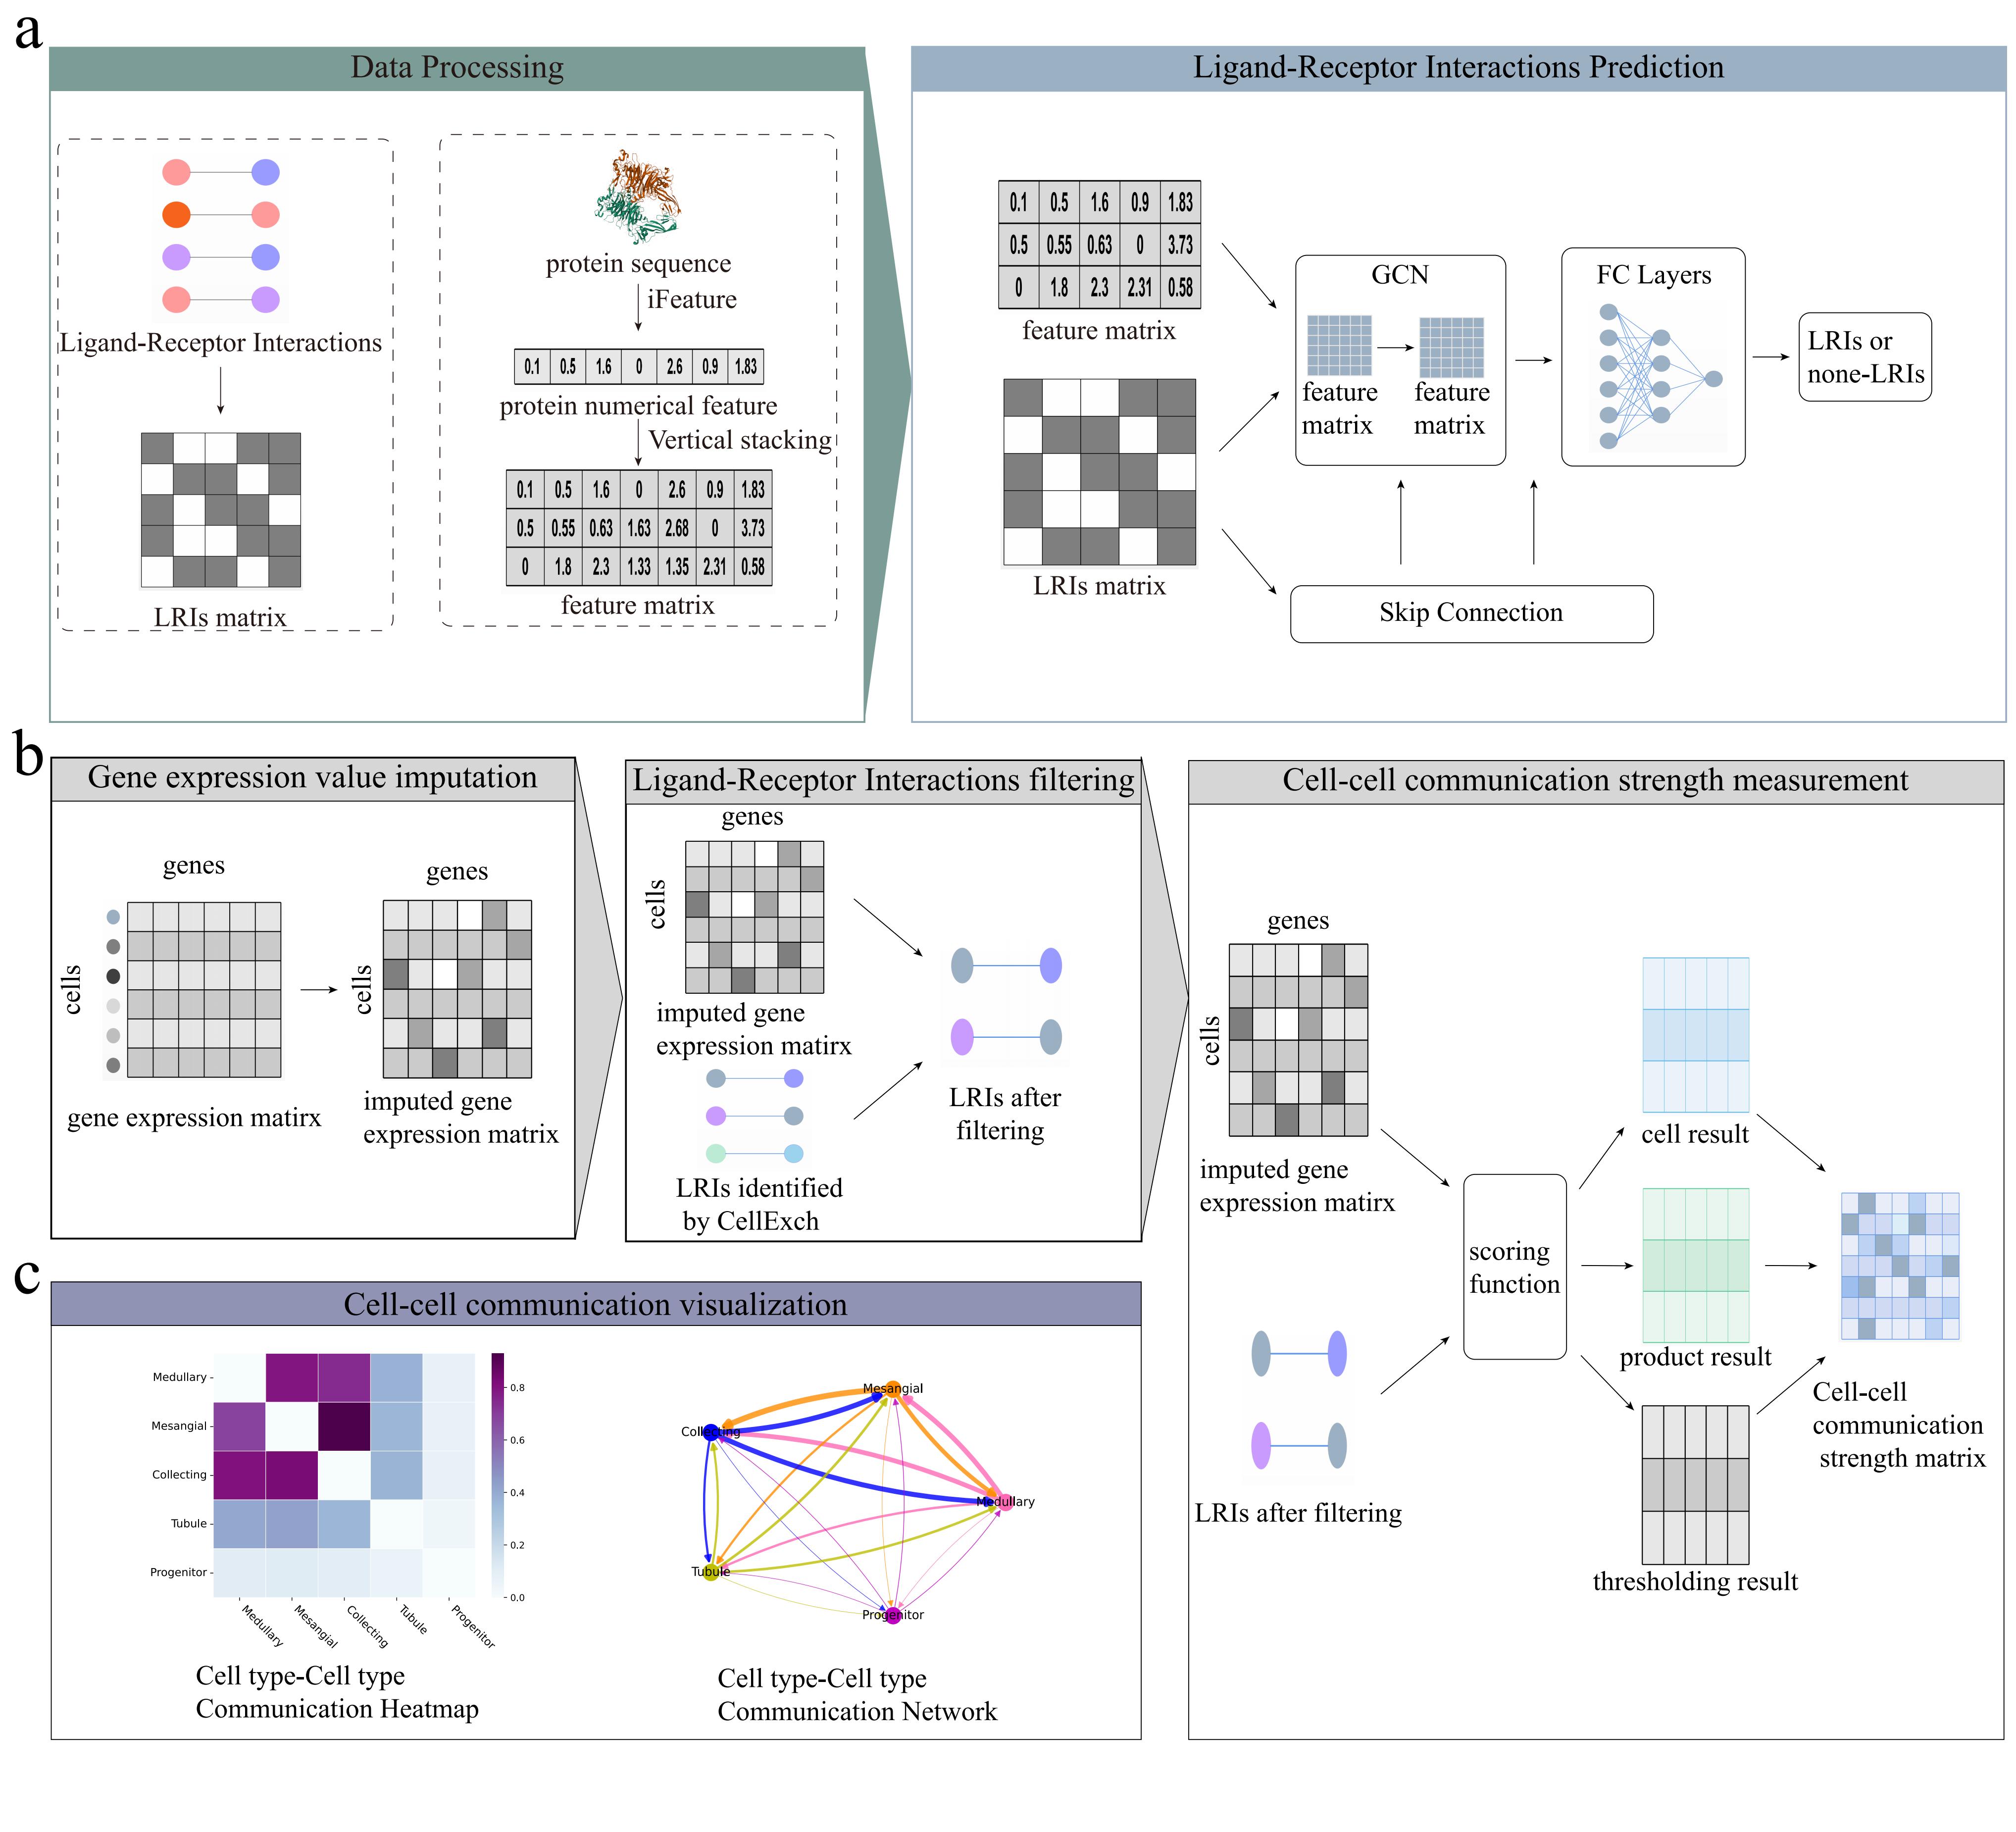 a
Data Processing
Ligand-Receptor Interactions
LRIs matrix
protein sequence
iFeature
0.1 0.5 1.6 0 2.6 0.9 1.83
protein numerical feature
Vertical stacking
0.1 0.5 1.6 0 2.6 0.9 1.83
0.5 0.55 0.63 1.63 2.68 0 3.73
0 1.8 2.3 1.33 1.35 2.31 0.58
feature matrix
Ligand-Receptor Interactions Prediction
0.1 0.5 1.6 0.9 1.83
0.5 0.55 0.63 0 3.73
0 1.8 2.3 2.31 0.58
feature matrix
LRIs matrix
GCN
feature
matrix
feature
matrix
FC Layers
LRIs or
none-LRIs
Skip Connection
b
Gene expression value imputation
genes
cells
gene expression matirx
genes
cells
imputed gene
expression matrix
Ligand-Receptor Interactions filtering
genes
cells
imputed gene
expression matirx
LRIs identified
by CellExch
LRIs after
filtering
Cell-cell communication strength measurement
genes
cells
imputed gene
expression matirx
LRIs after filtering
scoring
function
cell result
product result
thresholding result
Cell-cell
communication
strength matrix
c
Cell-cell communication visualization
Medullary
Mesangial
Collecting
Tubule
Progenitor
Medullary
Mesangial
Collecting
Tubule
Progenitor
0.8
0.6
0.4
0.2
0.0
Cell type-Cell type
Communication Heatmap
Mesangial
Collecting
Medullary
Tubule
Progenitor
Cell type-Cell type
Communication Network